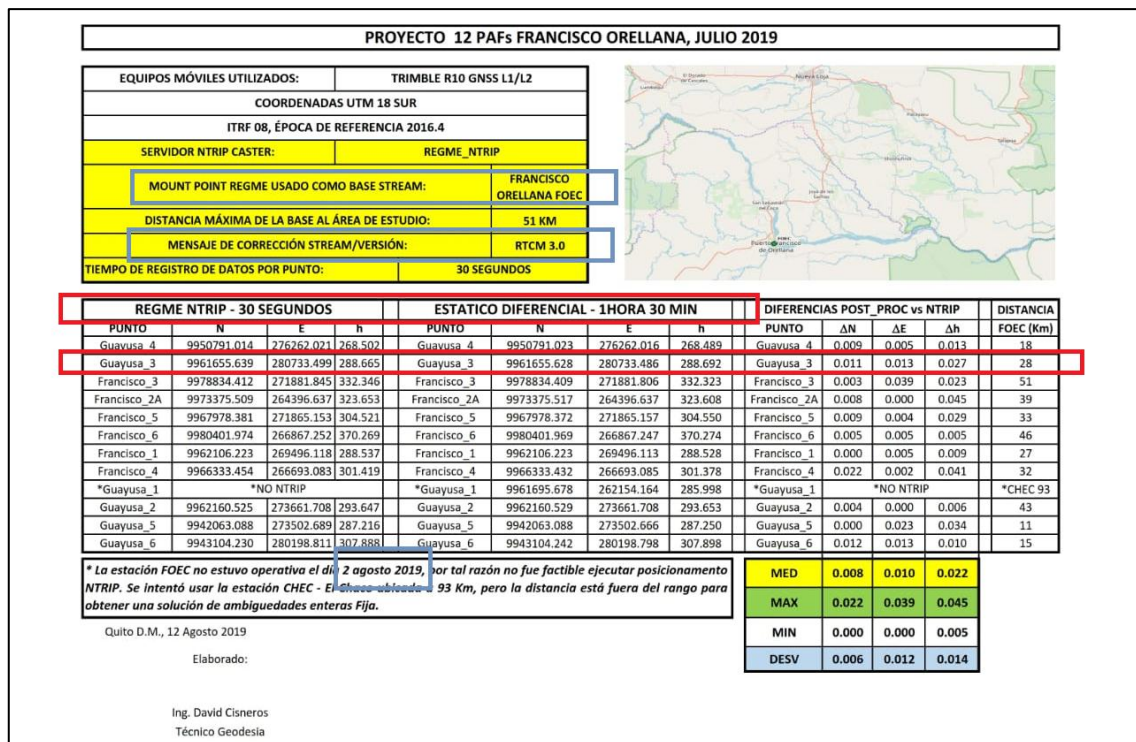 PROYECTO 12 PAFs FRANCISCO ORELLANA, JULIO 2019
EQUIPOS MÓVILES UTILIZADOS: TRIMBLE R10 GNSS L1/L2
COORDENADAS UTM 18 SUR
ITRF 08, ÉPOCA DE REFERENCIA 2016.4
SERVIDOR NTRIP CASTER: REGME_NTRIP
MOUNT POINT REGME USADO COMO BASE STREAM: FRANCISCO
ORELLANA FOEC
DISTANCIA MÁXIMA DE LA BASE AL ÁREA DE ESTUDIO: 51 KM
MENSAJE DE CORRECCIÓN STREAM/VERSIÓN: RTCM 3.0
TIEMPO DE REGISTRO DE DATOS POR PUNTO: 30 SEGUNDOS
Nueva Loja
Puerto Francisco
de Orellana
REGME NTRIP - 30 SEGUNDOS ESTATICO DIFERENCIAL - 1HORA 30 MIN DIFERENCIAS POST_PROC vs NTRIP DISTANCIA
PUNTO N E h PUNTO N E h PUNTO ΔN ΔE Δh FOEC (Km)
Guayusa_4 9950791.014 276262.021 268.502 Guayusa_4 9950791.023 276262.016 268.489 Guayusa_4 0.009 0.005 0.013 18
Guayusa_3 9961655.639 280733.499 288.665 Guayusa_3 9961655.628 280733.486 288.692 Guayusa_3 0.011 0.013 0.027 28
Francisco_3 9978834.412 271881.845 332.346 Francisco_3 9978834.409 271881.806 332.323 Francisco_3 0.003 0.039 0.023 51
Francisco_2A 9973375.509 264396.637 323.653 Francisco_2A 9973375.517 264396.637 323.608 Francisco_2A 0.008 0.000 0.045 39
Francisco_5 9967978.381 271865.153 304.521 Francisco_5 9967978.372 271865.157 304.550 Francisco_5 0.009 0.004 0.029 33
Francisco_6 9980401.974 266867.252 370.269 Francisco_6 9980401.969 266867.247 370.274 Francisco_6 0.005 0.005 0.005 46
Francisco_1 9962106.223 269496.118 288.537 Francisco_1 9962106.223 269496.113 288.528 Francisco_1 0.000 0.005 0.009 27
Francisco_4 9966333.454 266693.083 301.419 Francisco_4 9966333.432 266693.085 301.378 Francisco_4 0.022 0.002 0.041 32
*Guayusa_1 *NO NTRIP *Guayusa_1 9961695.678 262154.164 285.998 *Guayusa_1 *NO NTRIP *CHEC 93
Guayusa_2 9962160.525 273661.708 293.647 Guayusa_2 9962160.529 273661.708 293.653 Guayusa_2 0.004 0.000 0.006 43
Guayusa_5 9942063.088 273502.689 287.216 Guayusa_5 9942063.088 273502.666 287.250 Guayusa_5 0.000 0.023 0.034 11
Guayusa_6 9943104.230 280198.811 307.888 Guayusa_6 9943104.242 280198.798 307.898 Guayusa_6 0.012 0.013 0.010 15
* La estación FOEC no estuvo operativa el día 2 agosto 2019, por tal razón no fue factible ejecutar posicionamento
NTRIP. Se intentó usar la estación CHEC - El Chaco ubicada a 93 Km, pero la distancia está fuera del rango para
obtener una solución de ambiguedades enteras Fija.
MED 0.008 0.010 0.022
MAX 0.022 0.039 0.045
MIN 0.000 0.000 0.005
DESV 0.006 0.012 0.014
Quito D.M., 12 Agosto 2019
Elaborado:
Ing. David Cisneros
Técnico Geodesia